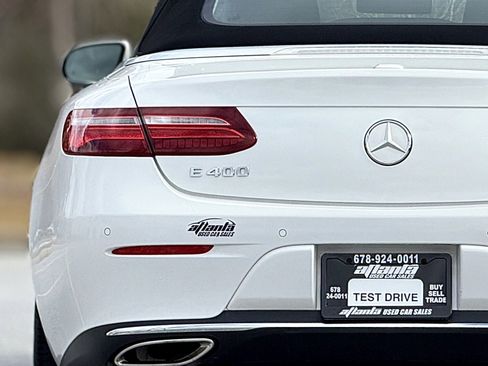 E 400
atlanta
USED CAR SALES
678-924-0011
atlanta
USED CAR SALES
678
24-0011
TEST DRIVE
BUY
SELL
TRADE
atlanta USED CAR SALES